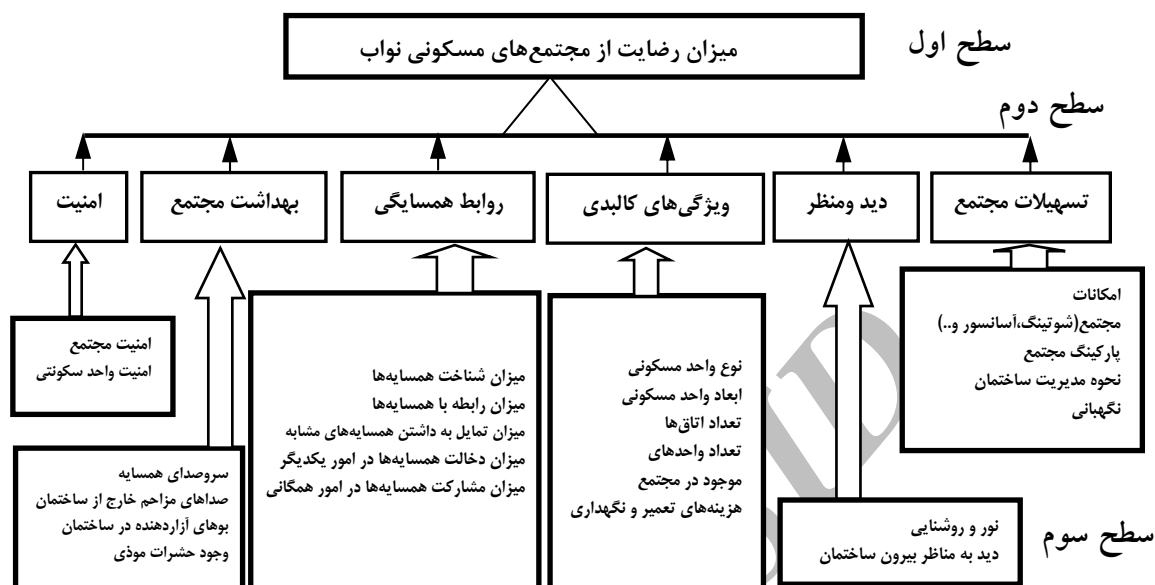 سطح اول
میزان رضایت از مجتمع‌های مسکونی نواب
سطح دوم
تسهیلات مجتمع
دید ومنظر
ویژگی‌های کالبدی
روابط همسایگی
بهداشت مجتمع
امنیت
امکانات
مجتمع(شوتینگ،آسانسور و..)
پارکینگ مجتمع
نحوه مدیریت ساختمان
نگهبانی
نور و روشنایی
دید به مناظر بیرون ساختمان
نوع واحد مسکونی
ابعاد واحد مسکونی
تعداد اتاق‌ها
تعداد واحدهای
موجود در مجتمع
هزینه‌های تعمیر و نگهداری
میزان شناخت همسایه‌ها
میزان رابطه با همسایه‌ها
میزان تمایل به داشتن همسایه‌های مشابه
میزان دخالت همسایه‌ها در امور یکدیگر
میزان مشارکت همسایه‌ها در امور همگانی
سروصدای همسایه
صداهای مزاحم خارج از ساختمان
بوهای آزاردهنده در ساختمان
وجود حشرات موذی
امنیت مجتمع
امنیت واحد سکونتی
سطح سوم